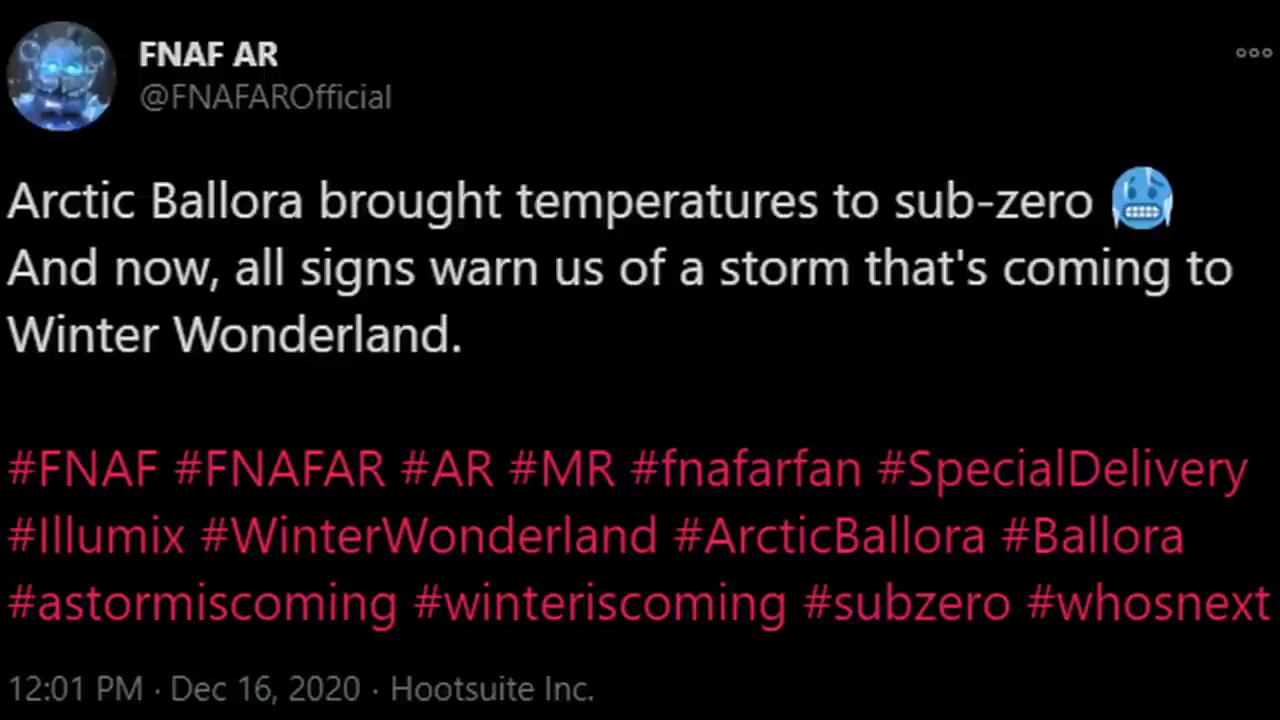 FNAF AR
@FNAFAROfficial
Arctic Ballora brought temperatures to sub-zero 🥶
And now, all signs warn us of a storm that's coming to
Winter Wonderland.
#FNAF #FNAFAR #AR #MR #fnafarfan #SpecialDelivery
#Illumix #WinterWonderland #ArcticBallora #Ballora
#astormiscoming #winteriscoming #subzero #whosnext
12:01 PM · Dec 16, 2020 · Hootsuite Inc.